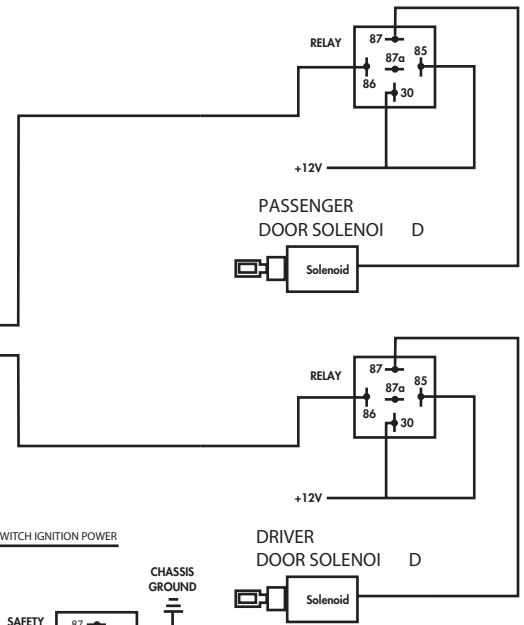 87
RELAY
85
87a
86
30
+12V
PASSENGER
DOOR SOLENOI D
Solenoid
87
RELAY
85
87a
86
30
+12V
WITCH IGNITION POWER
DRIVER
DOOR SOLENOI D
CHASSIS
GROUND
Solenoid
SAFETY
87